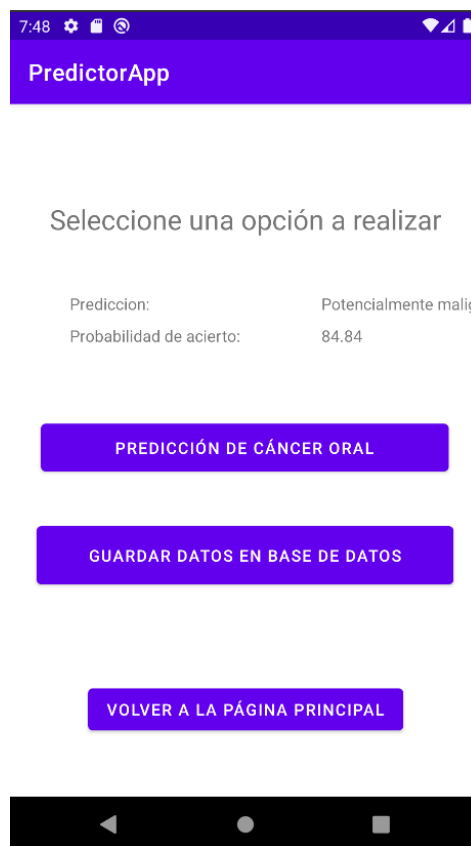 7:48
PredictorApp
Seleccione una opción a realizar
Prediccion: Potencialmente malig
Probabilidad de acierto: 84.84
PREDICCIÓN DE CÁNCER ORAL
GUARDAR DATOS EN BASE DE DATOS
VOLVER A LA PÁGINA PRINCIPAL